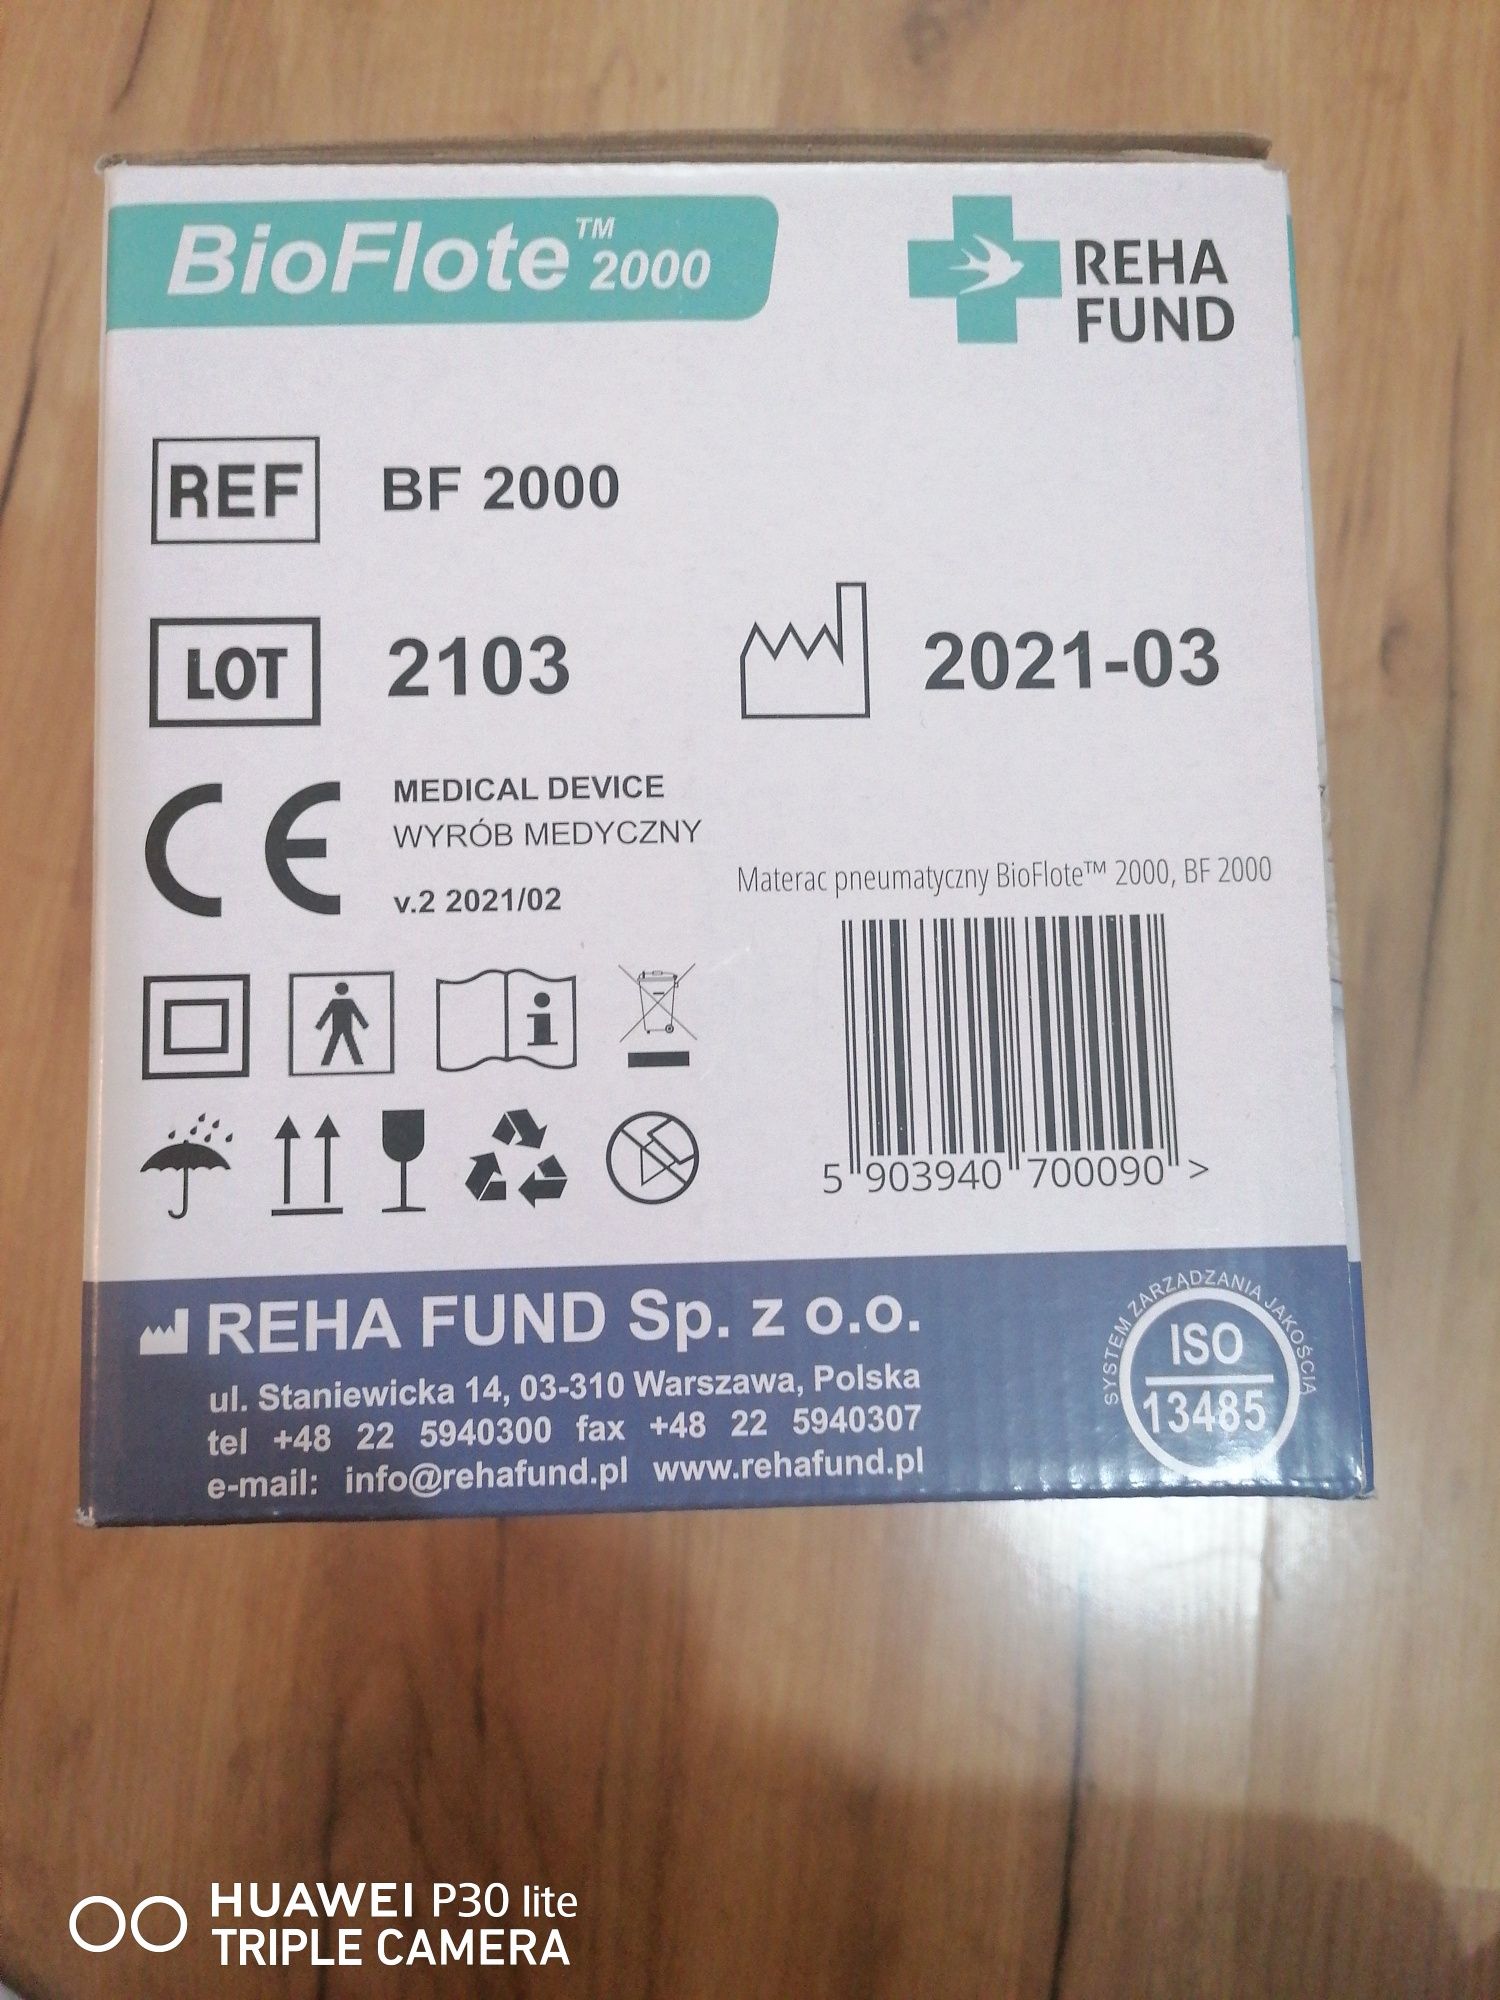 BioFlote™ 2000
REHA
FUND
REF BF 2000
LOT 2103
2021-03
CE
MEDICAL DEVICE
WYRÓB MEDYCZNY
v.2 2021/02
Materac pneumatyczny BioFlote™ 2000, BF 2000
5 903940 700090 >
REHA FUND Sp. z o.o.
ul. Staniewicka 14, 03-310 Warszawa, Polska
tel +48 22 5940300 fax +48 22 5940307
e-mail: info@rehafund.pl www.rehafund.pl
SYSTEM ZARZĄDZANIA JAKOŚCIĄ
ISO
13485
HUAWEI P30 lite
TRIPLE CAMERA